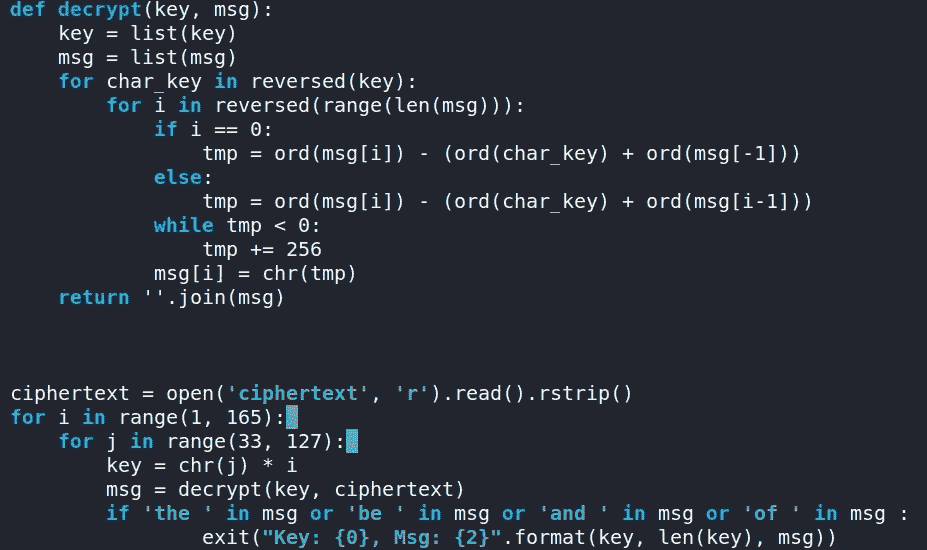 def decrypt(key, msg):
    key = list(key)
    msg = list(msg)
    for char_key in reversed(key):
        for i in reversed(range(len(msg))):
            if i == 0:
                tmp = ord(msg[i]) - (ord(char_key) + ord(msg[-1]))
            else:
                tmp = ord(msg[i]) - (ord(char_key) + ord(msg[i-1]))
            while tmp < 0:
                tmp += 256
            msg[i] = chr(tmp)
    return ''.join(msg)
ciphertext = open('ciphertext', 'r').read().rstrip()
for i in range(1, 165):
    for j in range(33, 127):
        key = chr(j) * i
        msg = decrypt(key, ciphertext)
        if 'the ' in msg or 'be ' in msg or 'and ' in msg or 'of ' in msg :
                exit("Key: {0}, Msg: {2}".format(key, len(key), msg))